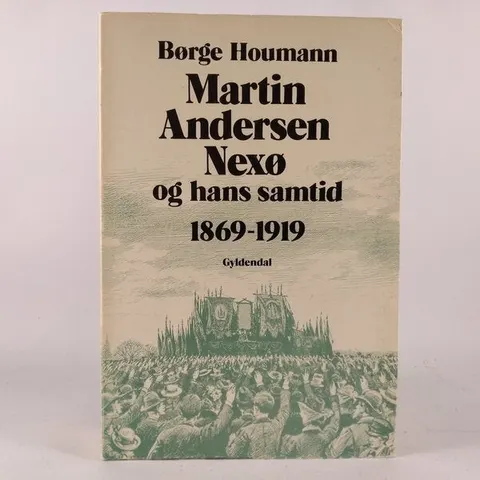 Børge Houmann
Martin
Andersen
Nexø
og hans samtid
1869-1919
Gyldendal